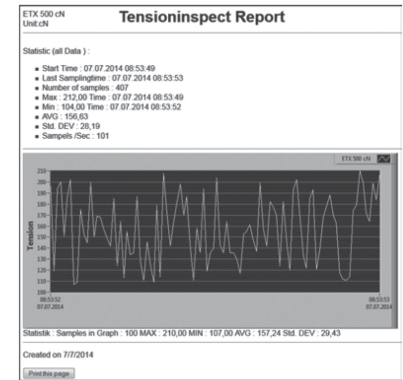 ETX 500 cN
Unit:cN
Tensioninspect Report
Statistic (all Data ) :
Start Time : 07.07.2014 08:53:49
Last Samplingtime : 07.07.2014 08:53:53
Number of samples : 407
Max : 212,00 Time : 07.07.2014 08:53:49
Min : 104,00 Time : 07.07.2014 08:53:52
AVG : 156,63
Std. DEV : 28,19
Sampels /Sec : 101
ETX 500 cN
Tension
210
200
190
180
170
160
150
140
130
120
110
100
08:53:52
07.07.2014
08:53:53
07.07.2014
Statistik : Samples in Graph : 100 MAX : 210,00 MIN : 107,00 AVG : 157,24 Std. DEV : 29,43
Created on 7/7/2014
Print this page